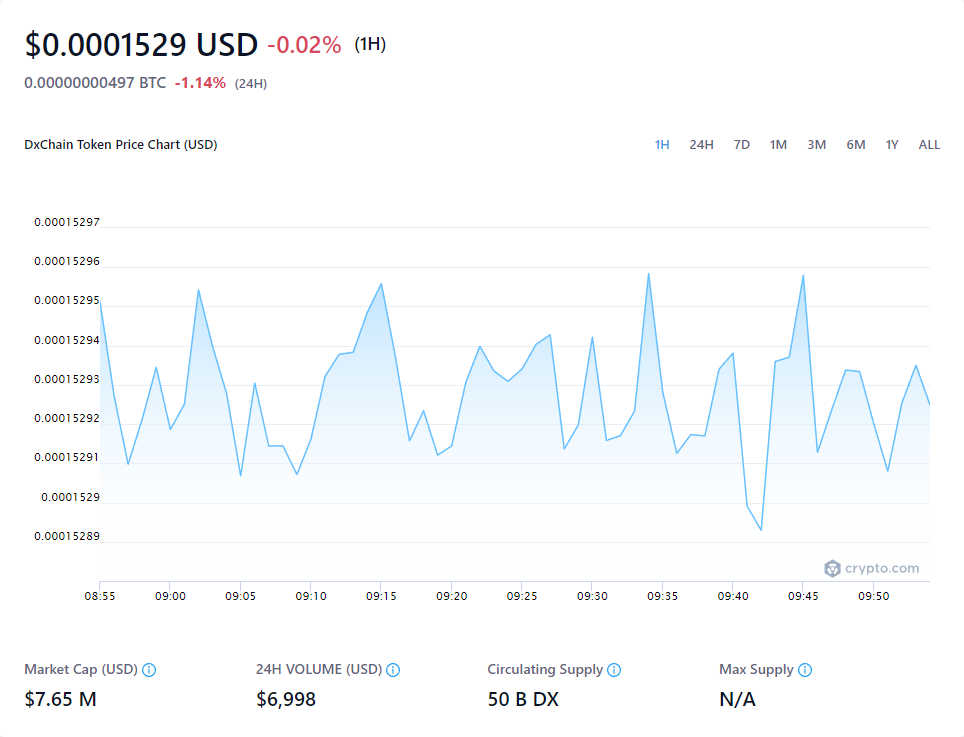 $0.0001529 USD -0.02% (1H)
0.00000000497 BTC -1.14% (24H)
DxChain Token Price Chart (USD)
1H 24H 7D 1M 3M 6M 1Y ALL
0.00015297
0.00015296
0.00015295
0.00015294
0.00015293
0.00015292
0.00015291
0.0001529
0.00015289
crypto.com
08:55 09:00 09:05 09:10 09:15 09:20 09:25 09:30 09:35 09:40 09:45 09:50
Market Cap (USD) 24H VOLUME (USD) Circulating Supply Max Supply
$7.65 M $6,998 50 B DX N/A